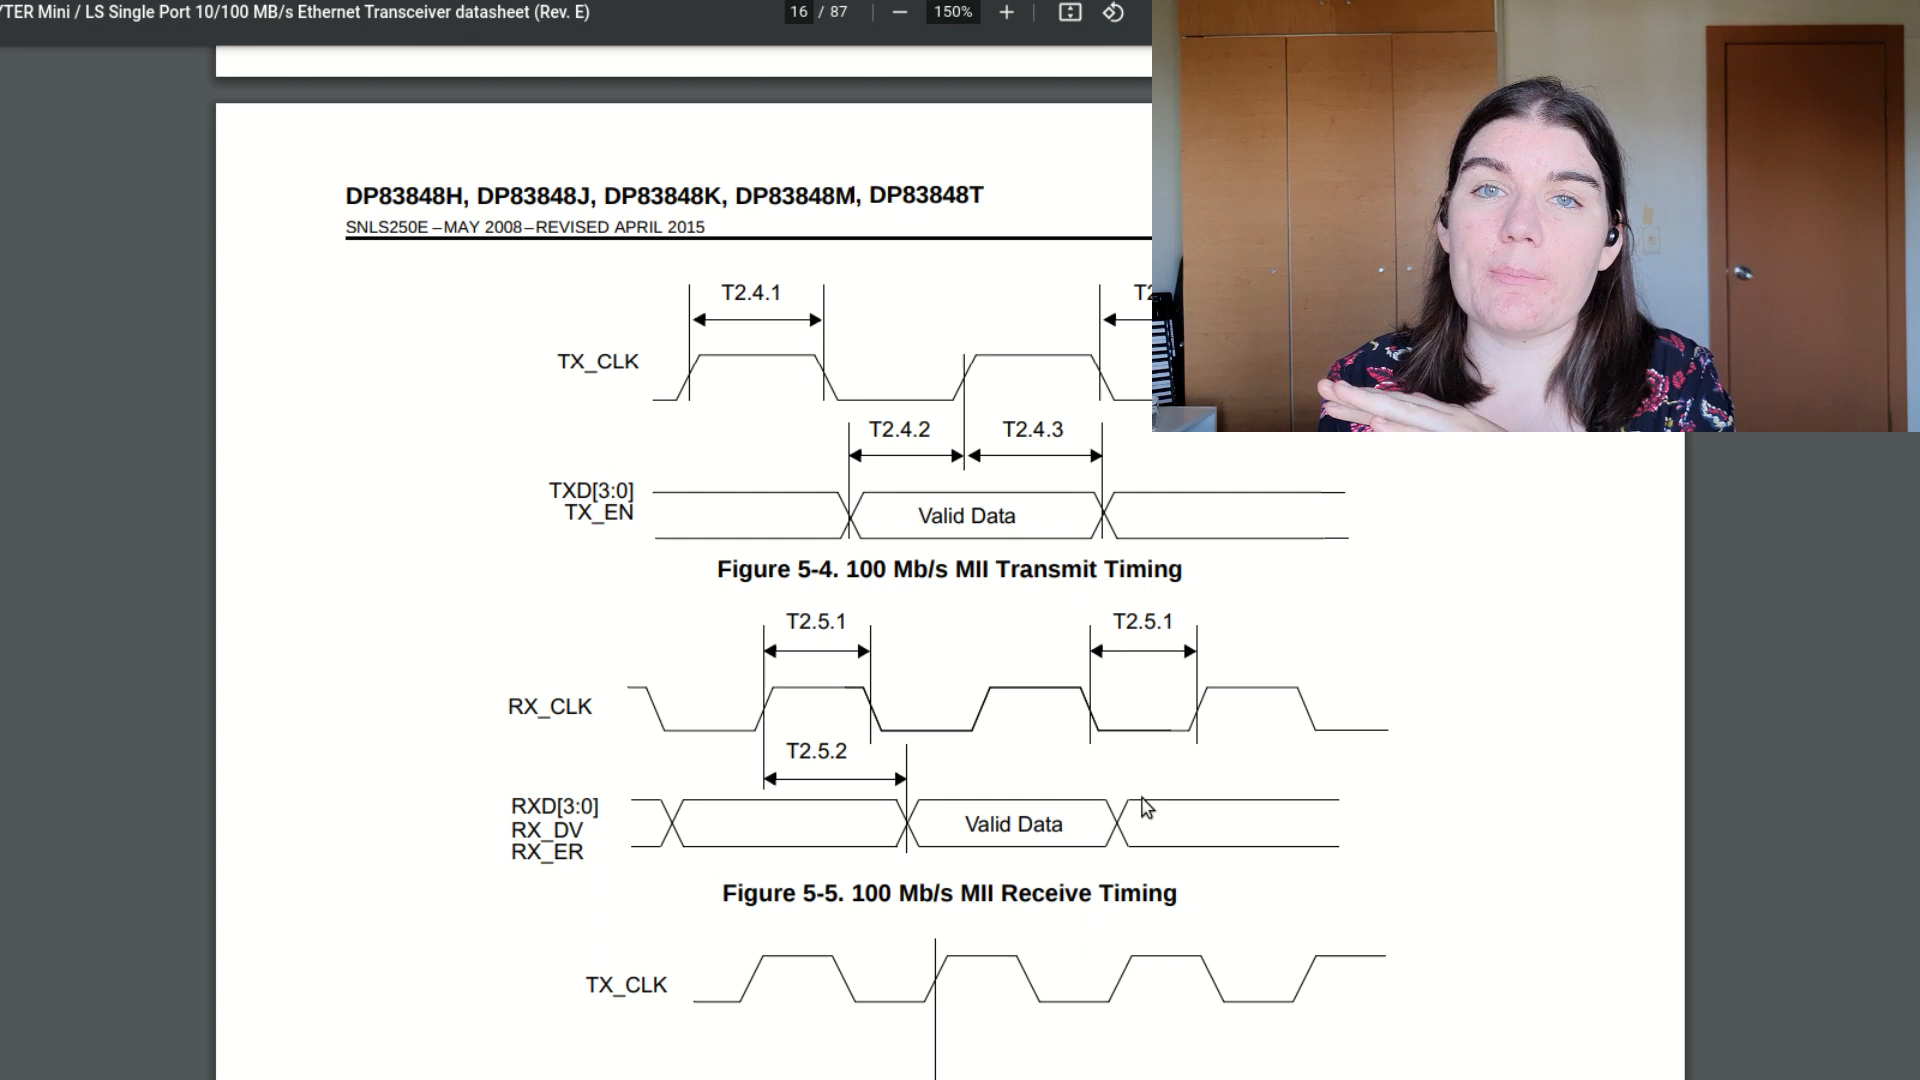 YTER Mini / LS Single Port 10/100 MB/s Ethernet Transceiver datasheet (Rev. E)
16 / 87
150%
DP83848H, DP83848J, DP83848K, DP83848M, DP83848T
SNLS250E – MAY 2008 – REVISED APRIL 2015
T2.4.1
T2
TX_CLK
T2.4.2
T2.4.3
TXD[3:0]
TX_EN
Valid Data
Figure 5-4. 100 Mb/s MII Transmit Timing
T2.5.1
T2.5.1
RX_CLK
T2.5.2
RXD[3:0]
RX_DV
RX_ER
Valid Data
Figure 5-5. 100 Mb/s MII Receive Timing
TX_CLK